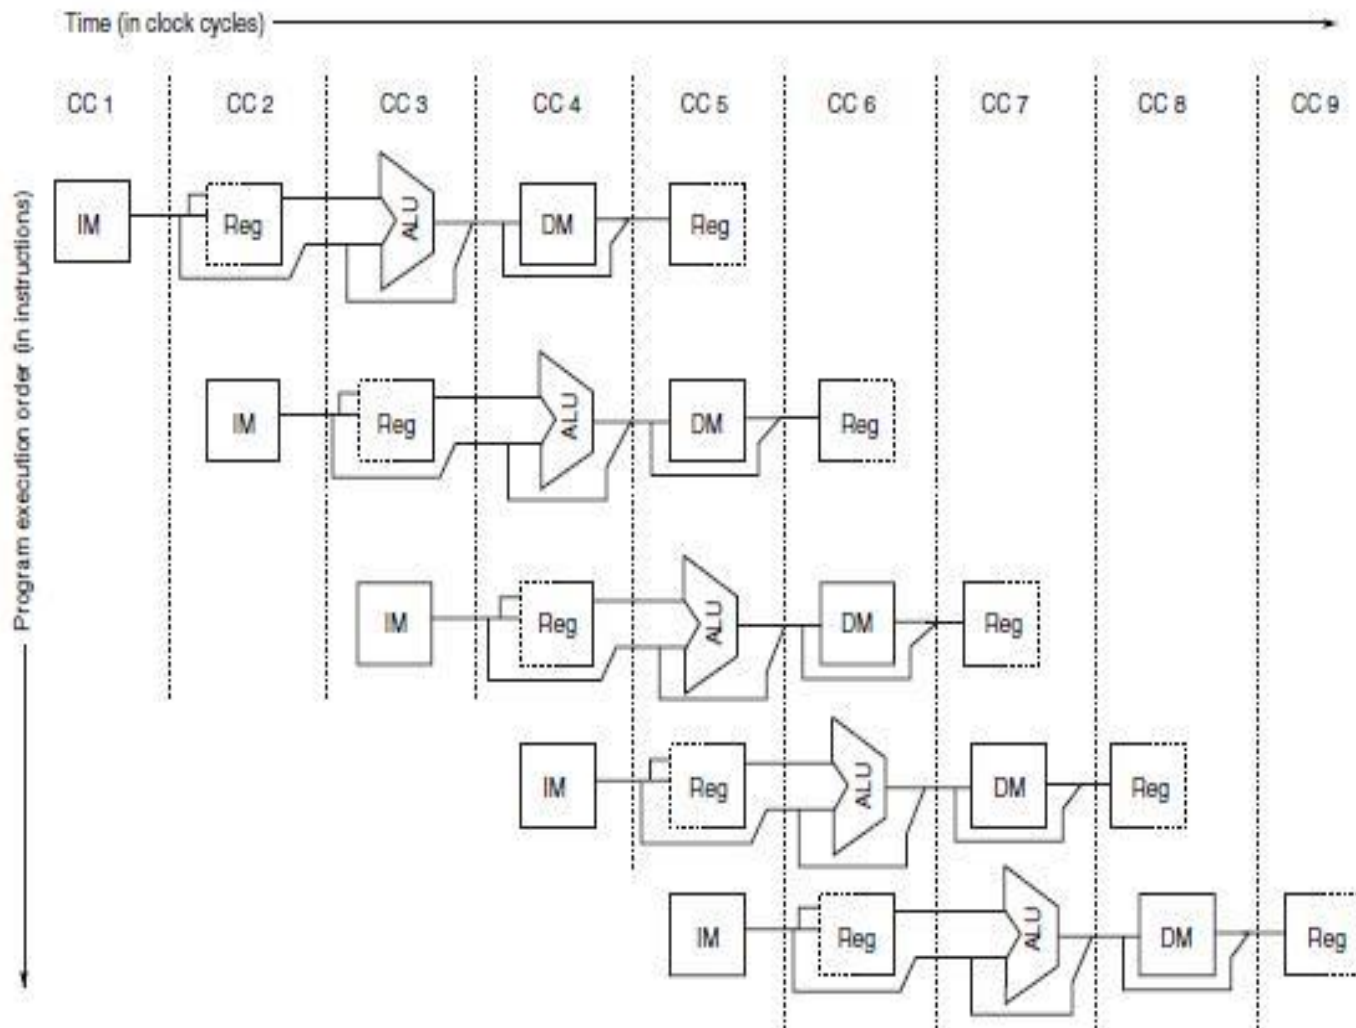 Time (in clock cycles)
CC 1 CC 2 CC 3 CC 4 CC 5 CC 6 CC 7 CC 8 CC 9
Program execution order (in instructions)
IM Reg ALU DM Reg
IM Reg ALU DM Reg
IM Reg ALU DM Reg
IM Reg ALU DM Reg
IM Reg ALU DM Reg